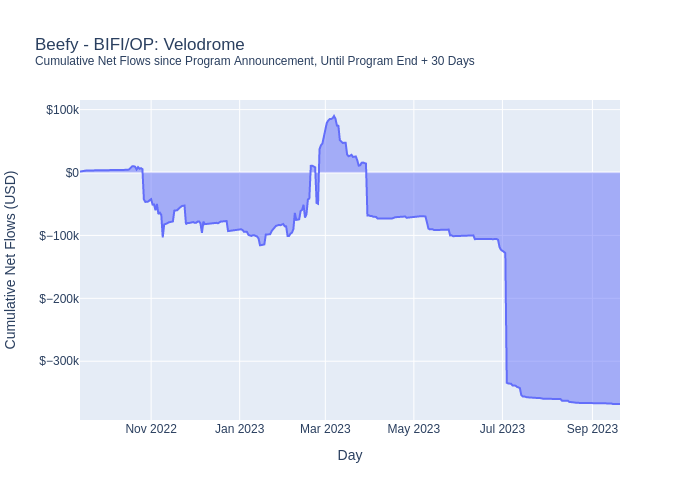 Beefy - BIFI/OP: Velodrome
Cumulative Net Flows since Program Announcement, Until Program End + 30 Days
Cumulative Net Flows (USD)
$100k
$0
$−100k
$−200k
$−300k
Nov 2022
Jan 2023
Mar 2023
May 2023
Jul 2023
Sep 2023
Day